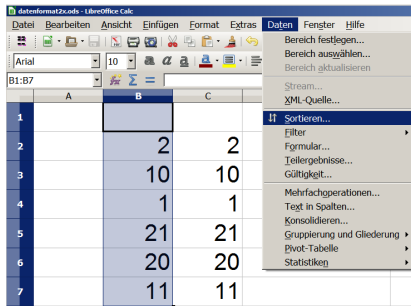 datenformat2x.ods - LibreOffice Calc
Datei Bearbeiten Ansicht Einfügen Format Extras Daten Fenster Hilfe
Arial 10 a a a
B1:B7 Σ =
A B C
1
2 2 2
3 10 10
4 1 1
5 21 21
6 20 20
7 11 11
Bereich festlegen...
Bereich auswählen...
Bereich aktualisieren
Stream...
XML-Quelle...
Sortieren...
Filter
Formular...
Teilergebnisse...
Gültigkeit...
Mehrfachoperationen...
Text in Spalten...
Konsolidieren...
Gruppierung und Gliederung
Pivot-Tabelle
Statistiken